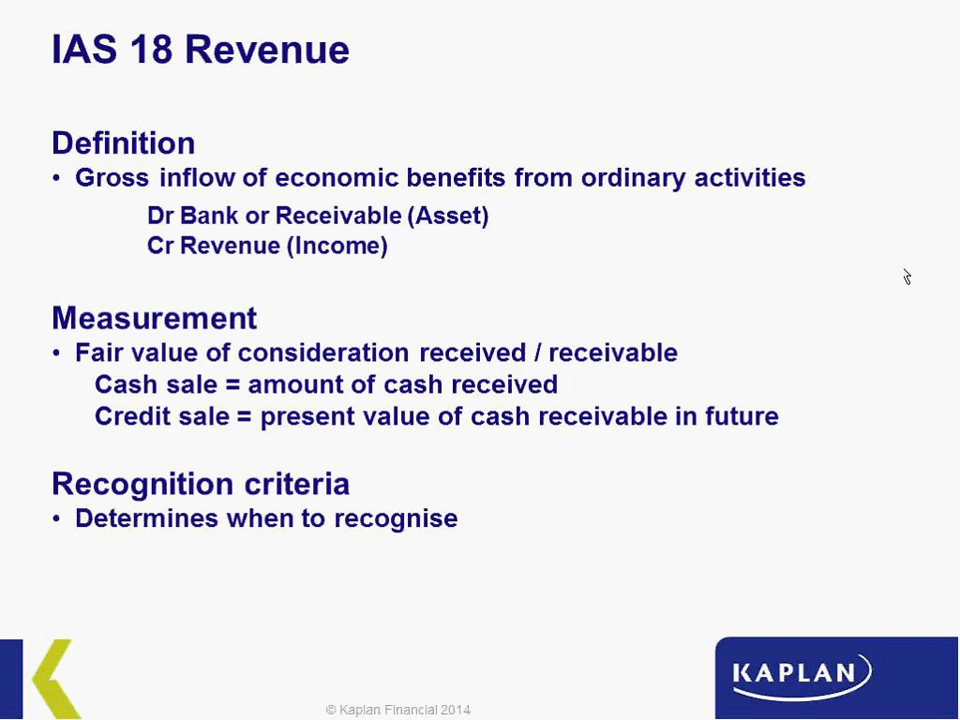 IAS 18 Revenue
Definition
• Gross inflow of economic benefits from ordinary activities
Dr Bank or Receivable (Asset)
Cr Revenue (Income)
Measurement
• Fair value of consideration received / receivable
Cash sale = amount of cash received
Credit sale = present value of cash receivable in future
Recognition criteria
• Determines when to recognise
KAPLAN
© Kaplan Financial 2014